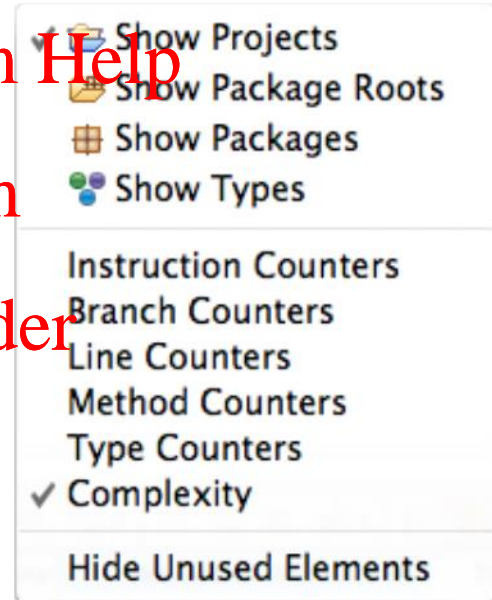 Show Projects
Help
Show Package Roots
Show Packages
Show Types
Instruction Counters
Branch Counters
Line Counters
Method Counters
Type Counters
Complexity
Hide Unused Elements